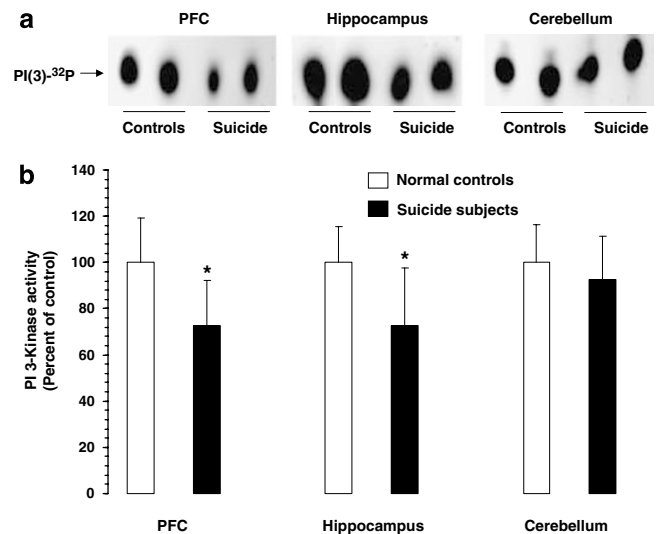 a
PFC
Hippocampus
Cerebellum
PI(3)-³²P
Controls
Suicide
Controls
Suicide
Controls
Suicide
b
Normal controls
Suicide subjects
PI 3-Kinase activity
(Percent of control)
140
120
100
80
60
40
20
0
*
*
PFC
Hippocampus
Cerebellum